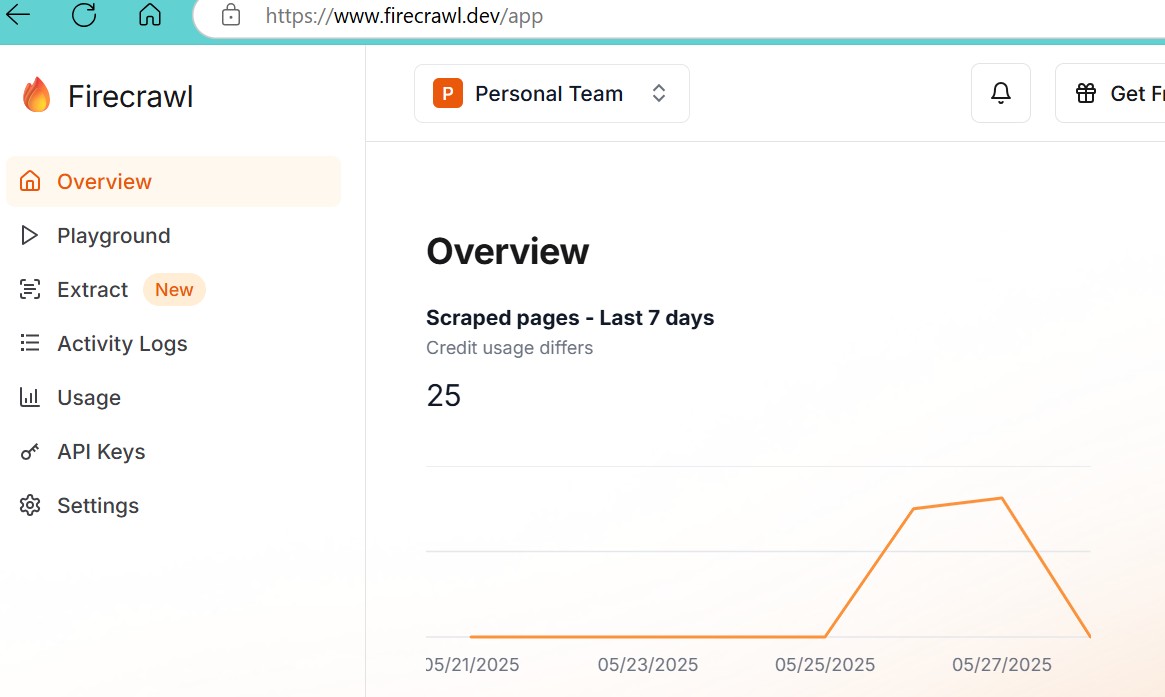 https://www.firecrawl.dev/app
Firecrawl
P Personal Team
Get Fr
Overview
Playground
Extract New
Activity Logs
Usage
API Keys
Settings
Overview
Scraped pages - Last 7 days
Credit usage differs
25
05/21/2025 05/23/2025 05/25/2025 05/27/2025